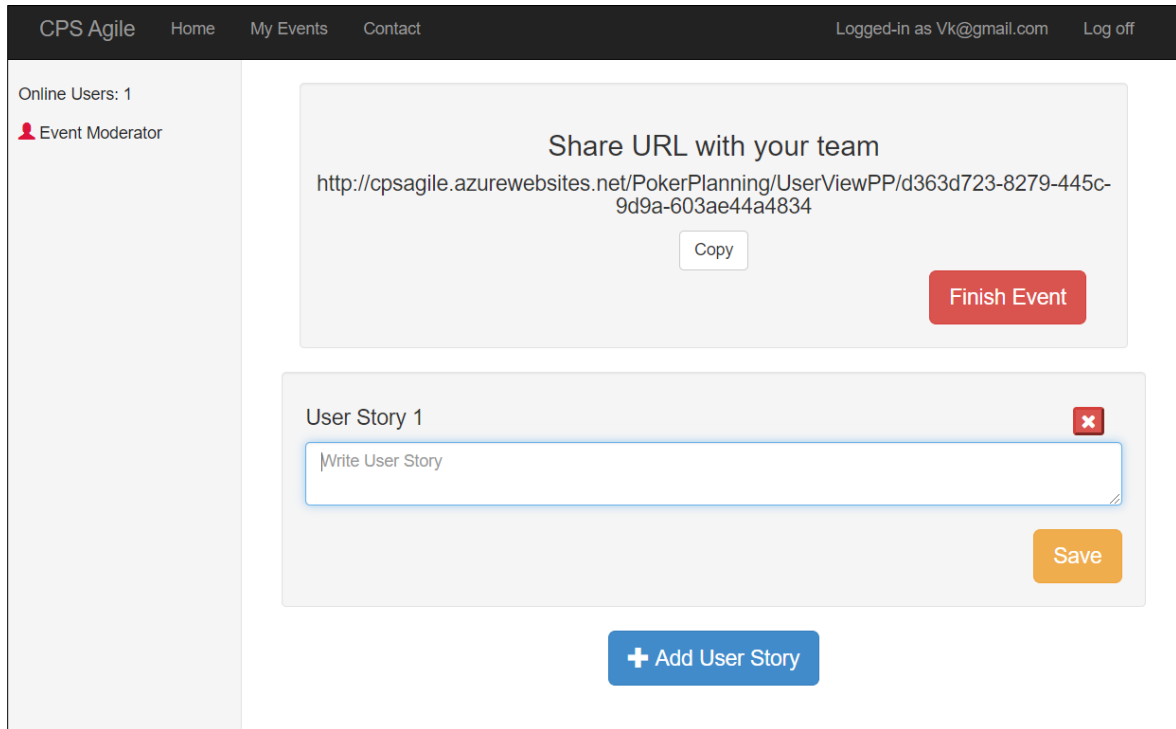 CPS Agile Home My Events Contact Logged-in as Vk@gmail.com Log off
Online Users: 1
Event Moderator
Share URL with your team
http://cpsagile.azurewebsites.net/PokerPlanning/UserViewPP/d363d723-8279-445c-
9d9a-603ae44a4834
Copy
Finish Event
User Story 1
Write User Story
Save
Add User Story